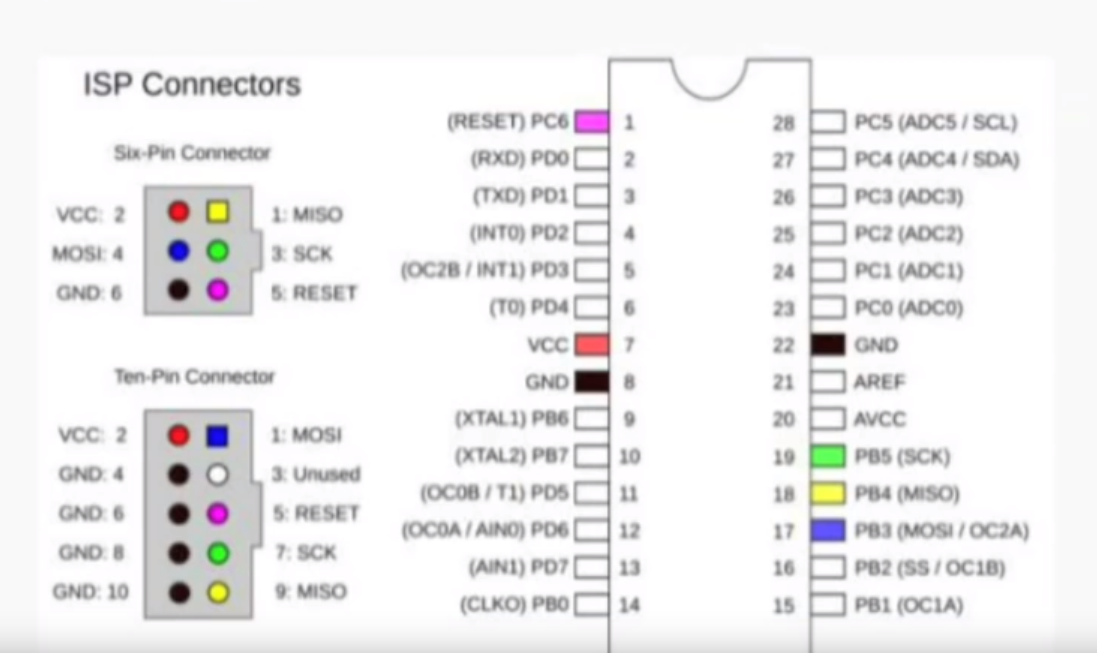 ISP Connectors
Six-Pin Connector
VCC: 2
1: MISO
MOSI: 4
3: SCK
GND: 6
5: RESET
Ten-Pin Connector
VCC: 2
1: MOSI
GND: 4
3: Unused
GND: 6
5: RESET
GND: 8
7: SCK
GND: 10
9: MISO
(RESET) PC6 1
(RXD) PD0 2
(TXD) PD1 3
(INT0) PD2 4
(OC2B / INT1) PD3 5
(T0) PD4 6
VCC 7
GND 8
(XTAL1) PB6 9
(XTAL2) PB7 10
(OC0B / T1) PD5 11
(OC0A / AIN0) PD6 12
(AIN1) PD7 13
(CLKO) PB0 14
28 PC5 (ADC5 / SCL)
27 PC4 (ADC4 / SDA)
26 PC3 (ADC3)
25 PC2 (ADC2)
24 PC1 (ADC1)
23 PC0 (ADC0)
22 GND
21 AREF
20 AVCC
19 PB5 (SCK)
18 PB4 (MISO)
17 PB3 (MOSI / OC2A)
16 PB2 (SS / OC1B)
15 PB1 (OC1A)